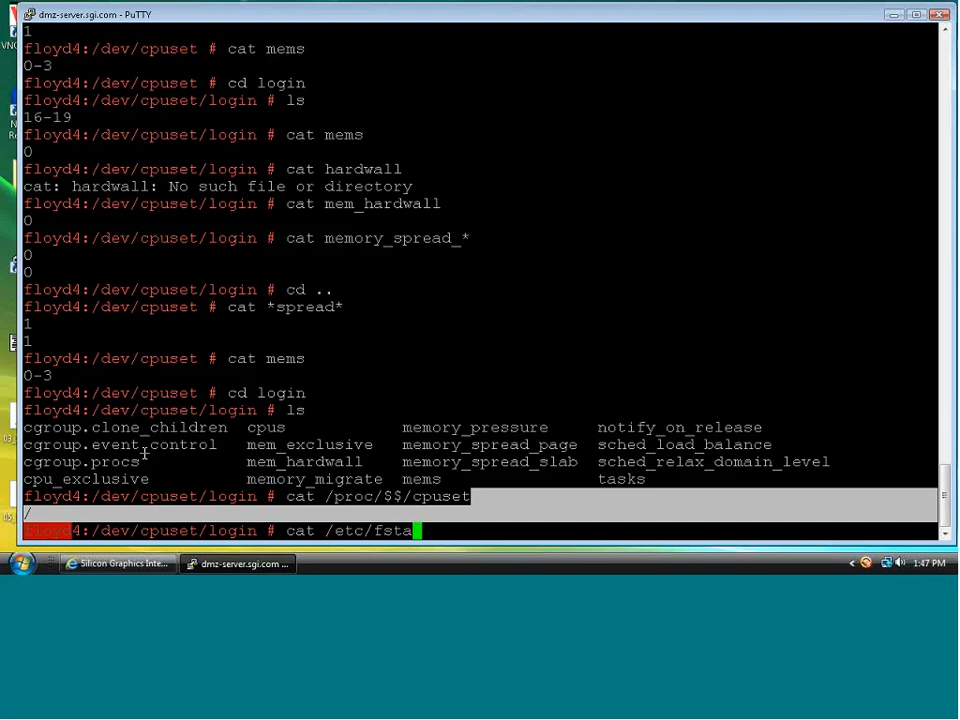 dmz-server.sgi.com - PuTTY
1
floyd4:/dev/cpuset # cat mems
0-3
floyd4:/dev/cpuset # cd login
floyd4:/dev/cpuset/login # ls
16-19
floyd4:/dev/cpuset/login # cat mems
0
floyd4:/dev/cpuset/login # cat hardwall
cat: hardwall: No such file or directory
floyd4:/dev/cpuset/login # cat mem_hardwall
0
floyd4:/dev/cpuset/login # cat memory_spread_*
0
0
floyd4:/dev/cpuset/login # cd ..
floyd4:/dev/cpuset # cat *spread*
1
1
floyd4:/dev/cpuset # cat mems
0-3
floyd4:/dev/cpuset # cd login
floyd4:/dev/cpuset/login # ls
cgroup.clone_children cpus memory_pressure notify_on_release
cgroup.event_control mem_exclusive memory_spread_page sched_load_balance
cgroup.procs mem_hardwall memory_spread_slab sched_relax_domain_level
cpu_exclusive memory_migrate mems tasks
floyd4:/dev/cpuset/login # cat /proc/$$/cpuset
/
floyd4:/dev/cpuset/login # cat /etc/fsta
Silicon Graphics Inte... dmz-server.sgi.com ... 1:47 PM